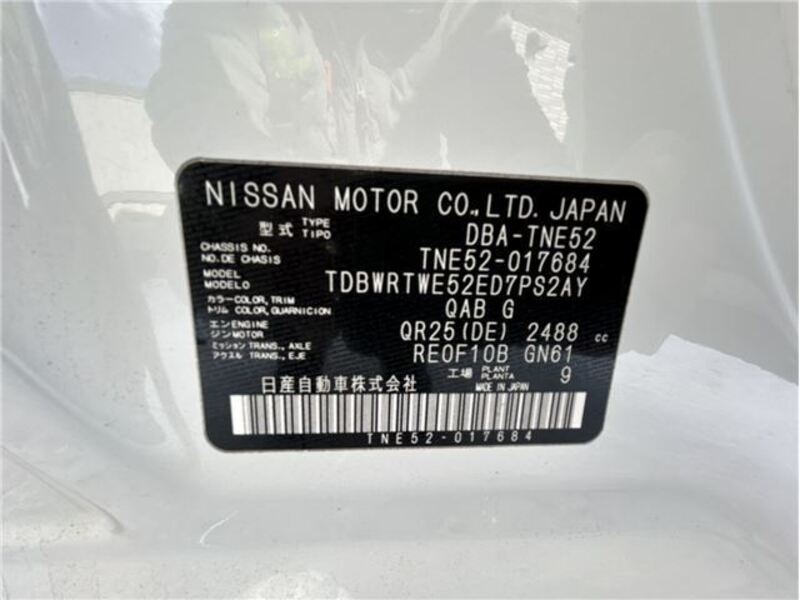 NISSAN MOTOR CO.,LTD. JAPAN
型式 TYPE TIPO DBA-TNE52
CHASSIS NO. NO. DE CHASIS TNE52-017684
MODEL MODELO TDBWRTWE52ED7PS2AY
カラー COLOR, TRIM トリム COLOR, GUARNICION QAB G
エンジン ENGINE MOTOR QR25(DE) 2488 cc
ミッション TRANS., AXLE アクスル TRANS., EJE RE0F10B GN61
工場 PLANT PLANTA 9
日産自動車株式会社 MADE IN JAPAN
TNE52-017684